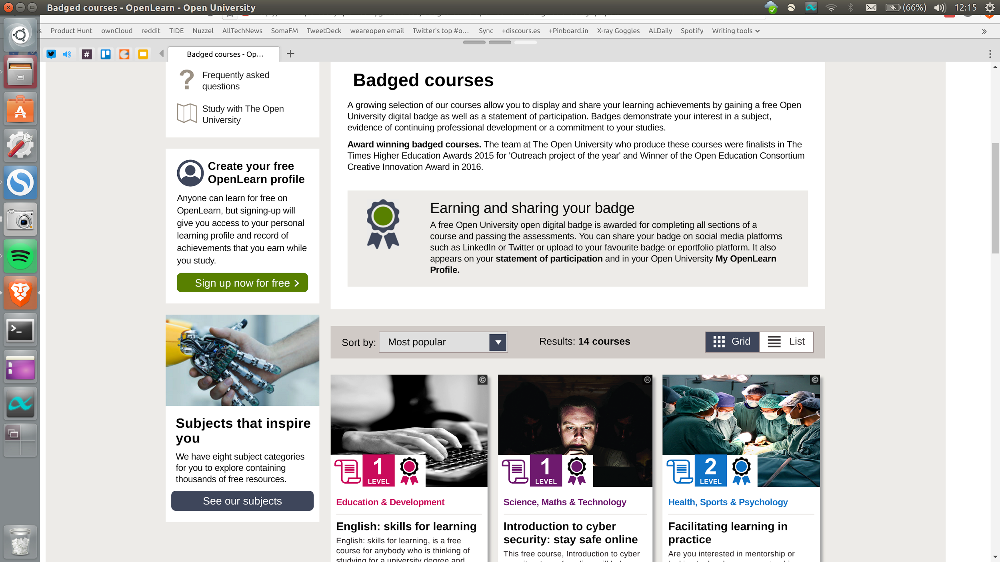 Badged courses - OpenLearn - Open University
(66%)
12:15
Product Hunt
ownCloud
reddit
TIDE
Nuzzel
AllTechNews
SomaFM
TweetDeck
weareopen email
Twitter's top #o...
Sync
+discours.es
+Pinboard.in
X-ray Goggles
ALDaily
Spotify
Writing tools
Badged courses - Op...
Frequently asked
questions
Study with The Open
University
Create your free
OpenLearn profile
Anyone can learn for free on
OpenLearn, but signing-up will
give you access to your personal
learning profile and record of
achievements that you earn while
you study.
Sign up now for free
Subjects that inspire
you
We have eight subject categories
for you to explore containing
thousands of free resources.
See our subjects
Badged courses
A growing selection of our courses allow you to display and share your learning achievements by gaining a free Open
University digital badge as well as a statement of participation. Badges demonstrate your interest in a subject,
evidence of continuing professional development or a commitment to your studies.
Award winning badged courses. The team at The Open University who produce these courses were finalists in The
Times Higher Education Awards 2015 for 'Outreach project of the year' and Winner of the Open Education Consortium
Creative Innovation Award in 2016.
Earning and sharing your badge
A free Open University open digital badge is awarded for completing all sections of a
course and passing the assessments. You can share your badge on social media platforms
such as LinkedIn or Twitter or upload to your favourite badge or eportfolio platform. It also
appears on your statement of participation and in your Open University My OpenLearn
Profile.
Sort by:
Most popular
Results: 14 courses
Grid
List
1
LEVEL
Education & Development
English: skills for learning
English: skills for learning, is a free
course for anybody who is thinking of
studying for a university degree and
1
LEVEL
Science, Maths & Technology
Introduction to cyber
security: stay safe online
This free course, Introduction to cyber
2
LEVEL
Health, Sports & Psychology
Facilitating learning in
practice
Are you interested in mentorship or